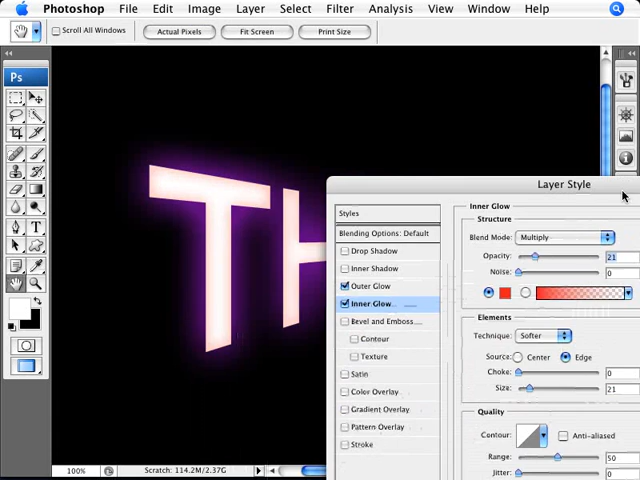 Photoshop File Edit Image Layer Select Filter Analysis View Window Help
Scroll All Windows Actual Pixels Fit Screen Print Size
Ps
TH
Layer Style
Styles
Blending Options: Default
Drop Shadow
Inner Shadow
Outer Glow
Inner Glow
Bevel and Emboss
Contour
Texture
Satin
Color Overlay
Gradient Overlay
Pattern Overlay
Stroke
Inner Glow
Structure
Blend Mode: Multiply
Opacity: 21
Noise: 0
Elements
Technique: Softer
Source: Center Edge
Choke: 0
Size: 21
Quality
Contour: Anti-aliased
Range: 50
Jitter: 0
100% Scratch: 114.2M/2.37G